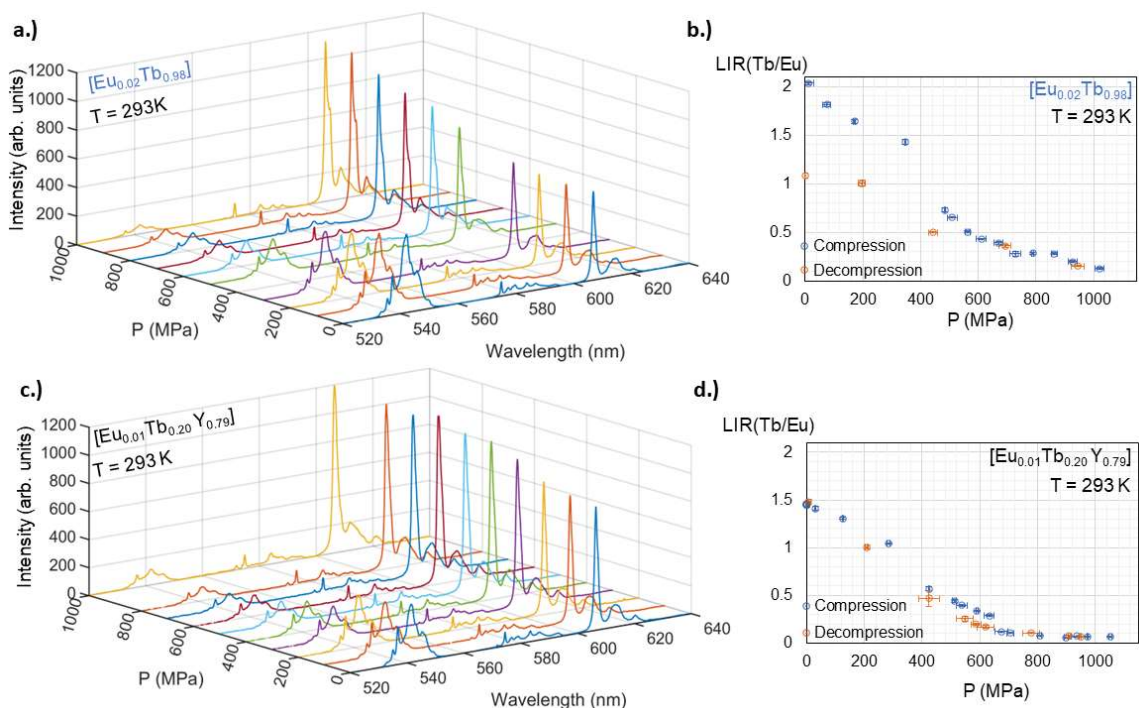 a.)
[Eu0.02Tb0.98]
T = 293K
Intensity (arb. units)
1200
1000
800
600
400
200
0
1000
800
600
400
200
0
P (MPa)
520
540
560
580
600
620
640
Wavelength (nm)
b.)
LIR(Tb/Eu)
[Eu0.02Tb0.98]
T = 293 K
2
1.5
1
0.5
0
Compression
Decompression
0
200
400
600
800
1000
P (MPa)
c.)
[Eu0.01Tb0.20 Y0.79]
T = 293 K
Intensity (arb. units)
1200
1000
800
600
400
200
0
1000
800
600
400
200
0
P (MPa)
520
540
560
580
600
620
640
Wavelength (nm)
d.)
LIR(Tb/Eu)
[Eu0.01Tb0.20 Y0.79]
T = 293 K
2
1.5
1
0.5
0
Compression
Decompression
0
200
400
600
800
1000
P (MPa)